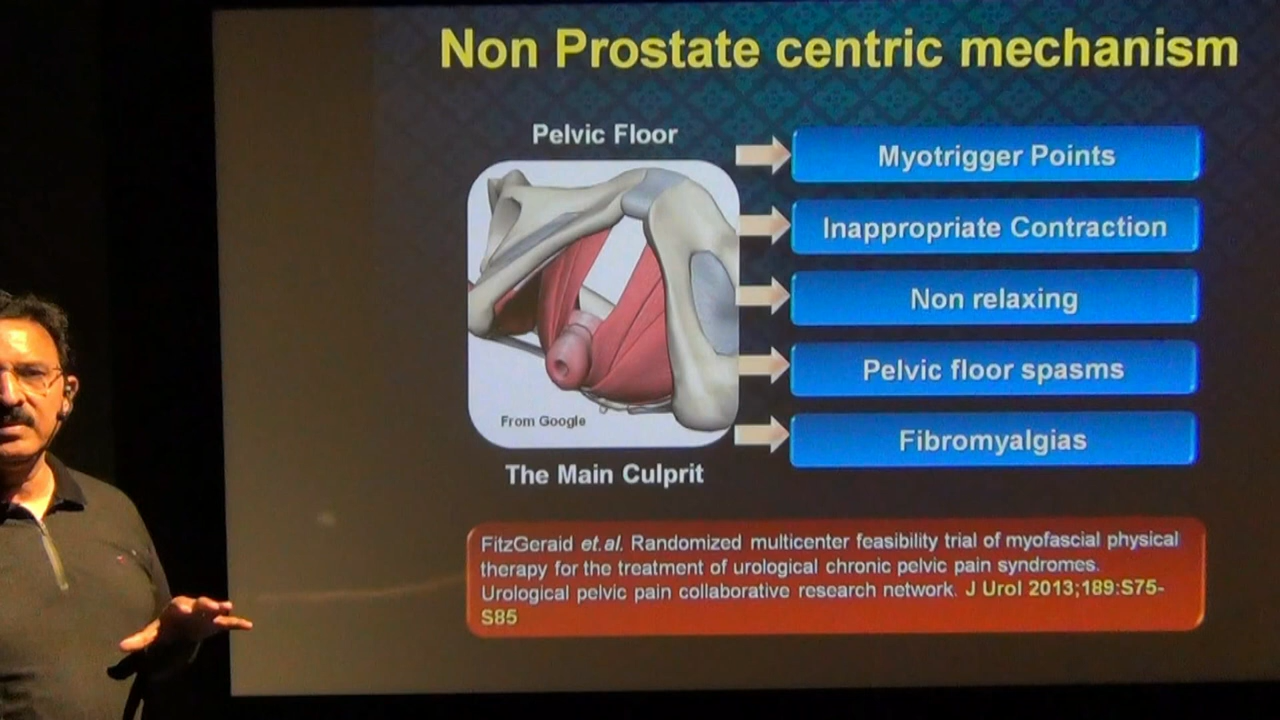 Non Prostate centric mechanism
Pelvic Floor
Myotrigger Points
Inappropriate Contraction
Non relaxing
Pelvic floor spasms
Fibromyalgias
From Google
The Main Culprit
FitzGeraid et.al. Randomized multicenter feasibility trial of myofascial physical
therapy for the treatment of urological chronic pelvic pain syndromes.
Urological pelvic pain collaborative research network. J Urol 2013;189:S75-
S85